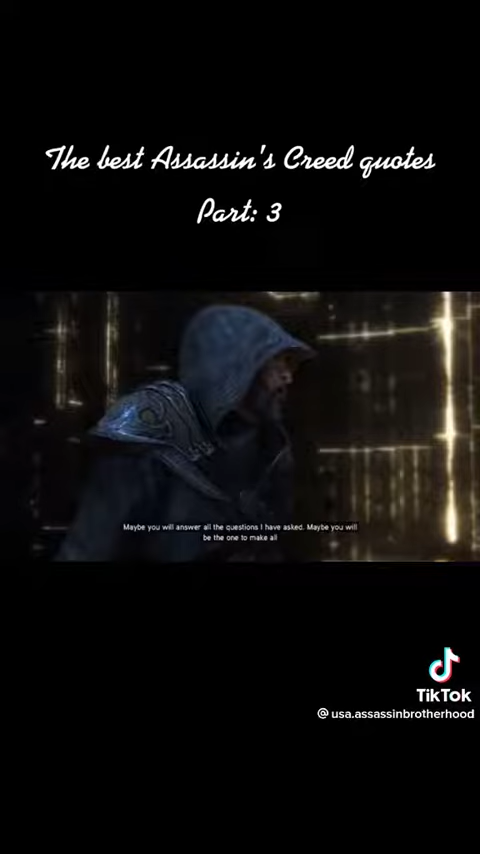 The best Assassin's Creed quotes
Part: 3
Maybe you will answer all the questions I have asked. Maybe you will
be the one to make all
TikTok
@usa.assassinbrotherhood